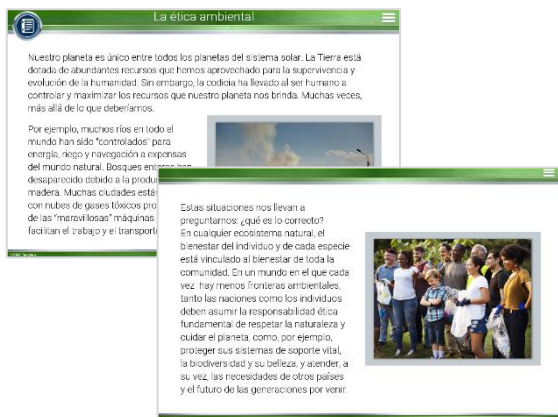 La ética ambiental
Nuestro planeta es único entre todos los planetas del sistema solar. La Tierra está
dotada de abundantes recursos que hemos aprovechado para la supervivencia y
evolución de la humanidad. Sin embargo, la codicia ha llevado al ser humano a
controlar y maximizar los recursos que nuestro planeta nos brinda. Muchas veces,
más allá de lo que deberíamos.
Por ejemplo, muchos ríos en todo el
mundo han sido "controlados" para
energía, riego y navegación a expensas
del mundo natural. Bosques
desaparecido debido a la
madera. Muchas ciudades
con nubes de gases tóxicos
de las "maravillosas" máquinas
facilitan el trabajo y el
Estas situaciones nos llevan a
preguntarnos: ¿qué es lo correcto?
En cualquier ecosistema natural, el
bienestar del individuo y de cada especie
está vinculado al bienestar de toda la
comunidad. En un mundo en el que cada
vez hay menos fronteras ambientales,
tanto las naciones como los individuos
deben asumir la responsabilidad ética
fundamental de respetar la naturaleza y
cuidar el planeta, como, por ejemplo,
proteger sus sistemas de soporte vital,
la biodiversidad y su belleza, y atender, a
su vez, las necesidades de otros países
y el futuro de las generaciones por venir.